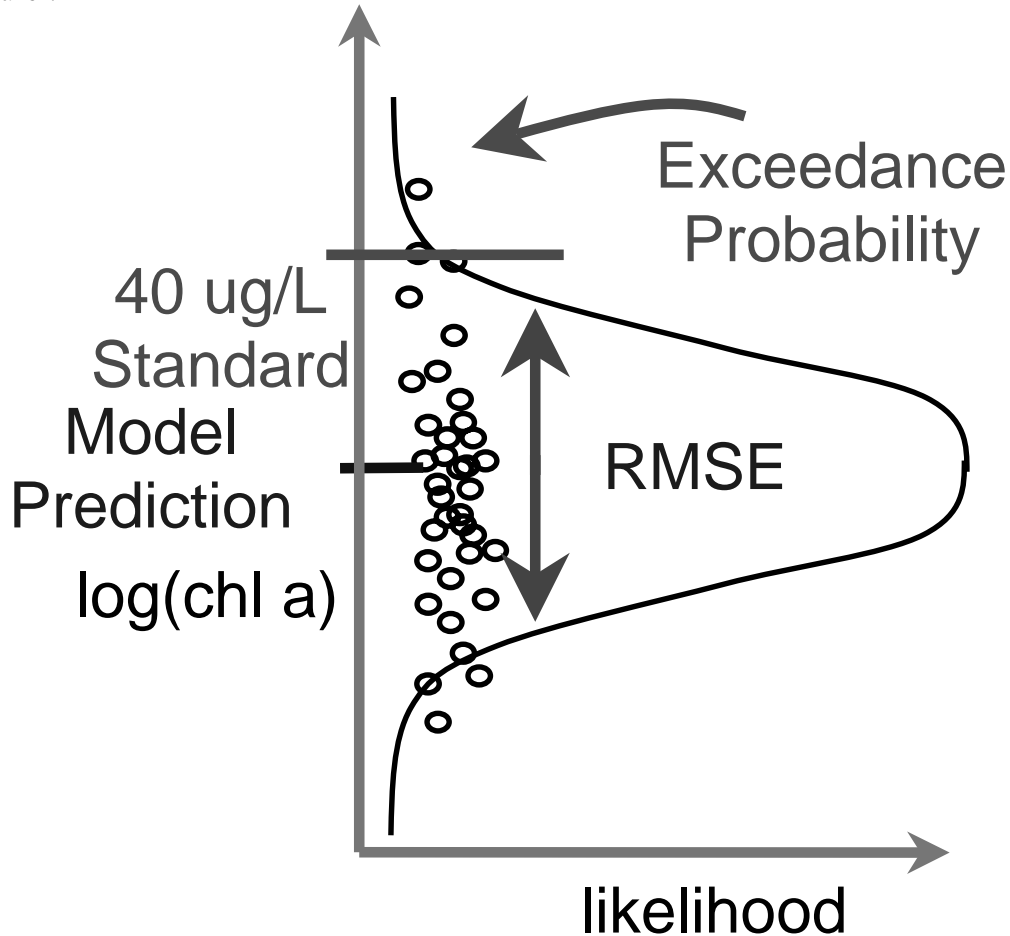 Exceedance
Probability
40 ug/L
Standard
Model
Prediction
RMSE
log(chl a)
likelihood